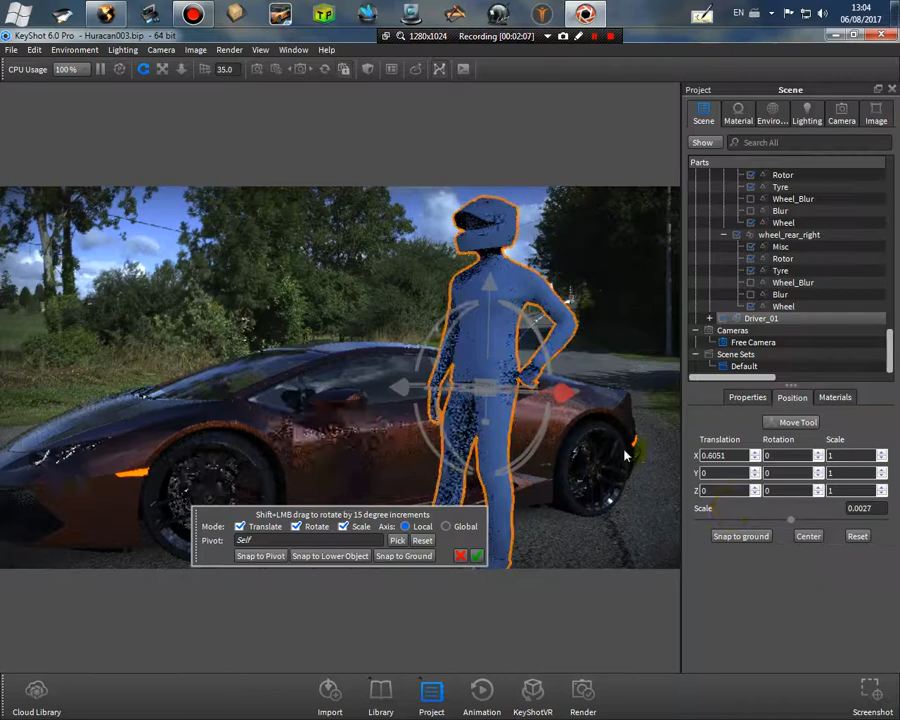 TP
EN
13:04
06/08/2017
KeyShot 6.0 Pro - Huracan003.bip - 64 bit
1280x1024
Recording [00:02:07]
File Edit Environment Lighting Camera Image Render View Window Help
CPU Usage 100 % 35.0
Project Scene
Scene Material Enviro... Lighting Camera Image
Show Search All
Parts
Rotor
Tyre
Wheel_Blur
Blur
Wheel
wheel_rear_right
Misc
Rotor
Tyre
Wheel_Blur
Blur
Wheel
Driver_01
Cameras
Free Camera
Scene Sets
Default
Properties Position Materials
Move Tool
Translation Rotation Scale
X 0.6051 0 1
Y 0 0 1
Z 0 0 1
Scale 0.0027
Snap to ground Center Reset
Shift+LMB drag to rotate by 15 degree increments
Mode: Translate Rotate Scale Axis: Local Global
Pivot: Self Pick Reset
Snap to Pivot Snap to Lower Object Snap to Ground
Cloud Library Import Library Project Animation KeyShotVR Render Screenshot